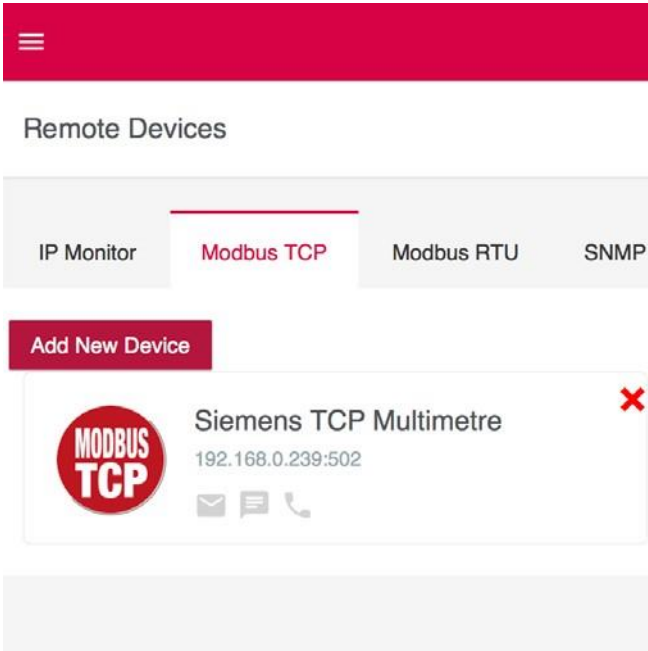 Remote Devices
IP Monitor Modbus TCP Modbus RTU SNMP
Add New Device
MODBUS
TCP
Siemens TCP Multimetre
192.168.0.239:502